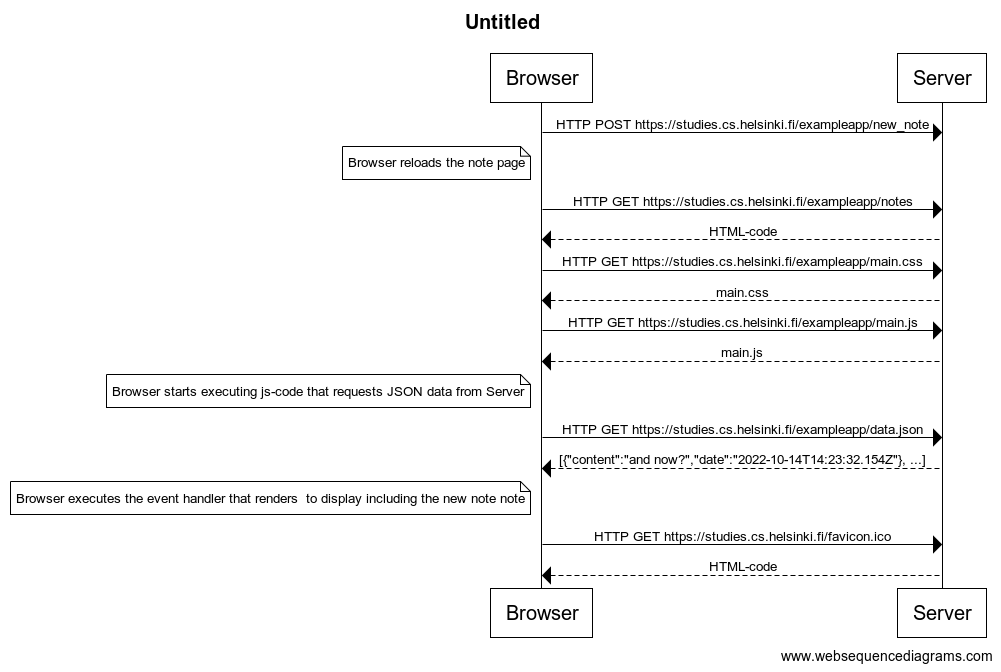 Untitled
Browser
Server
HTTP POST https://studies.cs.helsinki.fi/exampleapp/new_note
Browser reloads the note page
HTTP GET https://studies.cs.helsinki.fi/exampleapp/notes
HTML-code
HTTP GET https://studies.cs.helsinki.fi/exampleapp/main.css
main.css
HTTP GET https://studies.cs.helsinki.fi/exampleapp/main.js
main.js
Browser starts executing js-code that requests JSON data from Server
HTTP GET https://studies.cs.helsinki.fi/exampleapp/data.json
[{"content":"and now?","date":"2022-10-14T14:23:32.154Z"}, ...]
Browser executes the event handler that renders  to display including the new note note
HTTP GET https://studies.cs.helsinki.fi/favicon.ico
HTML-code
Browser
Server
www.websequencediagrams.com